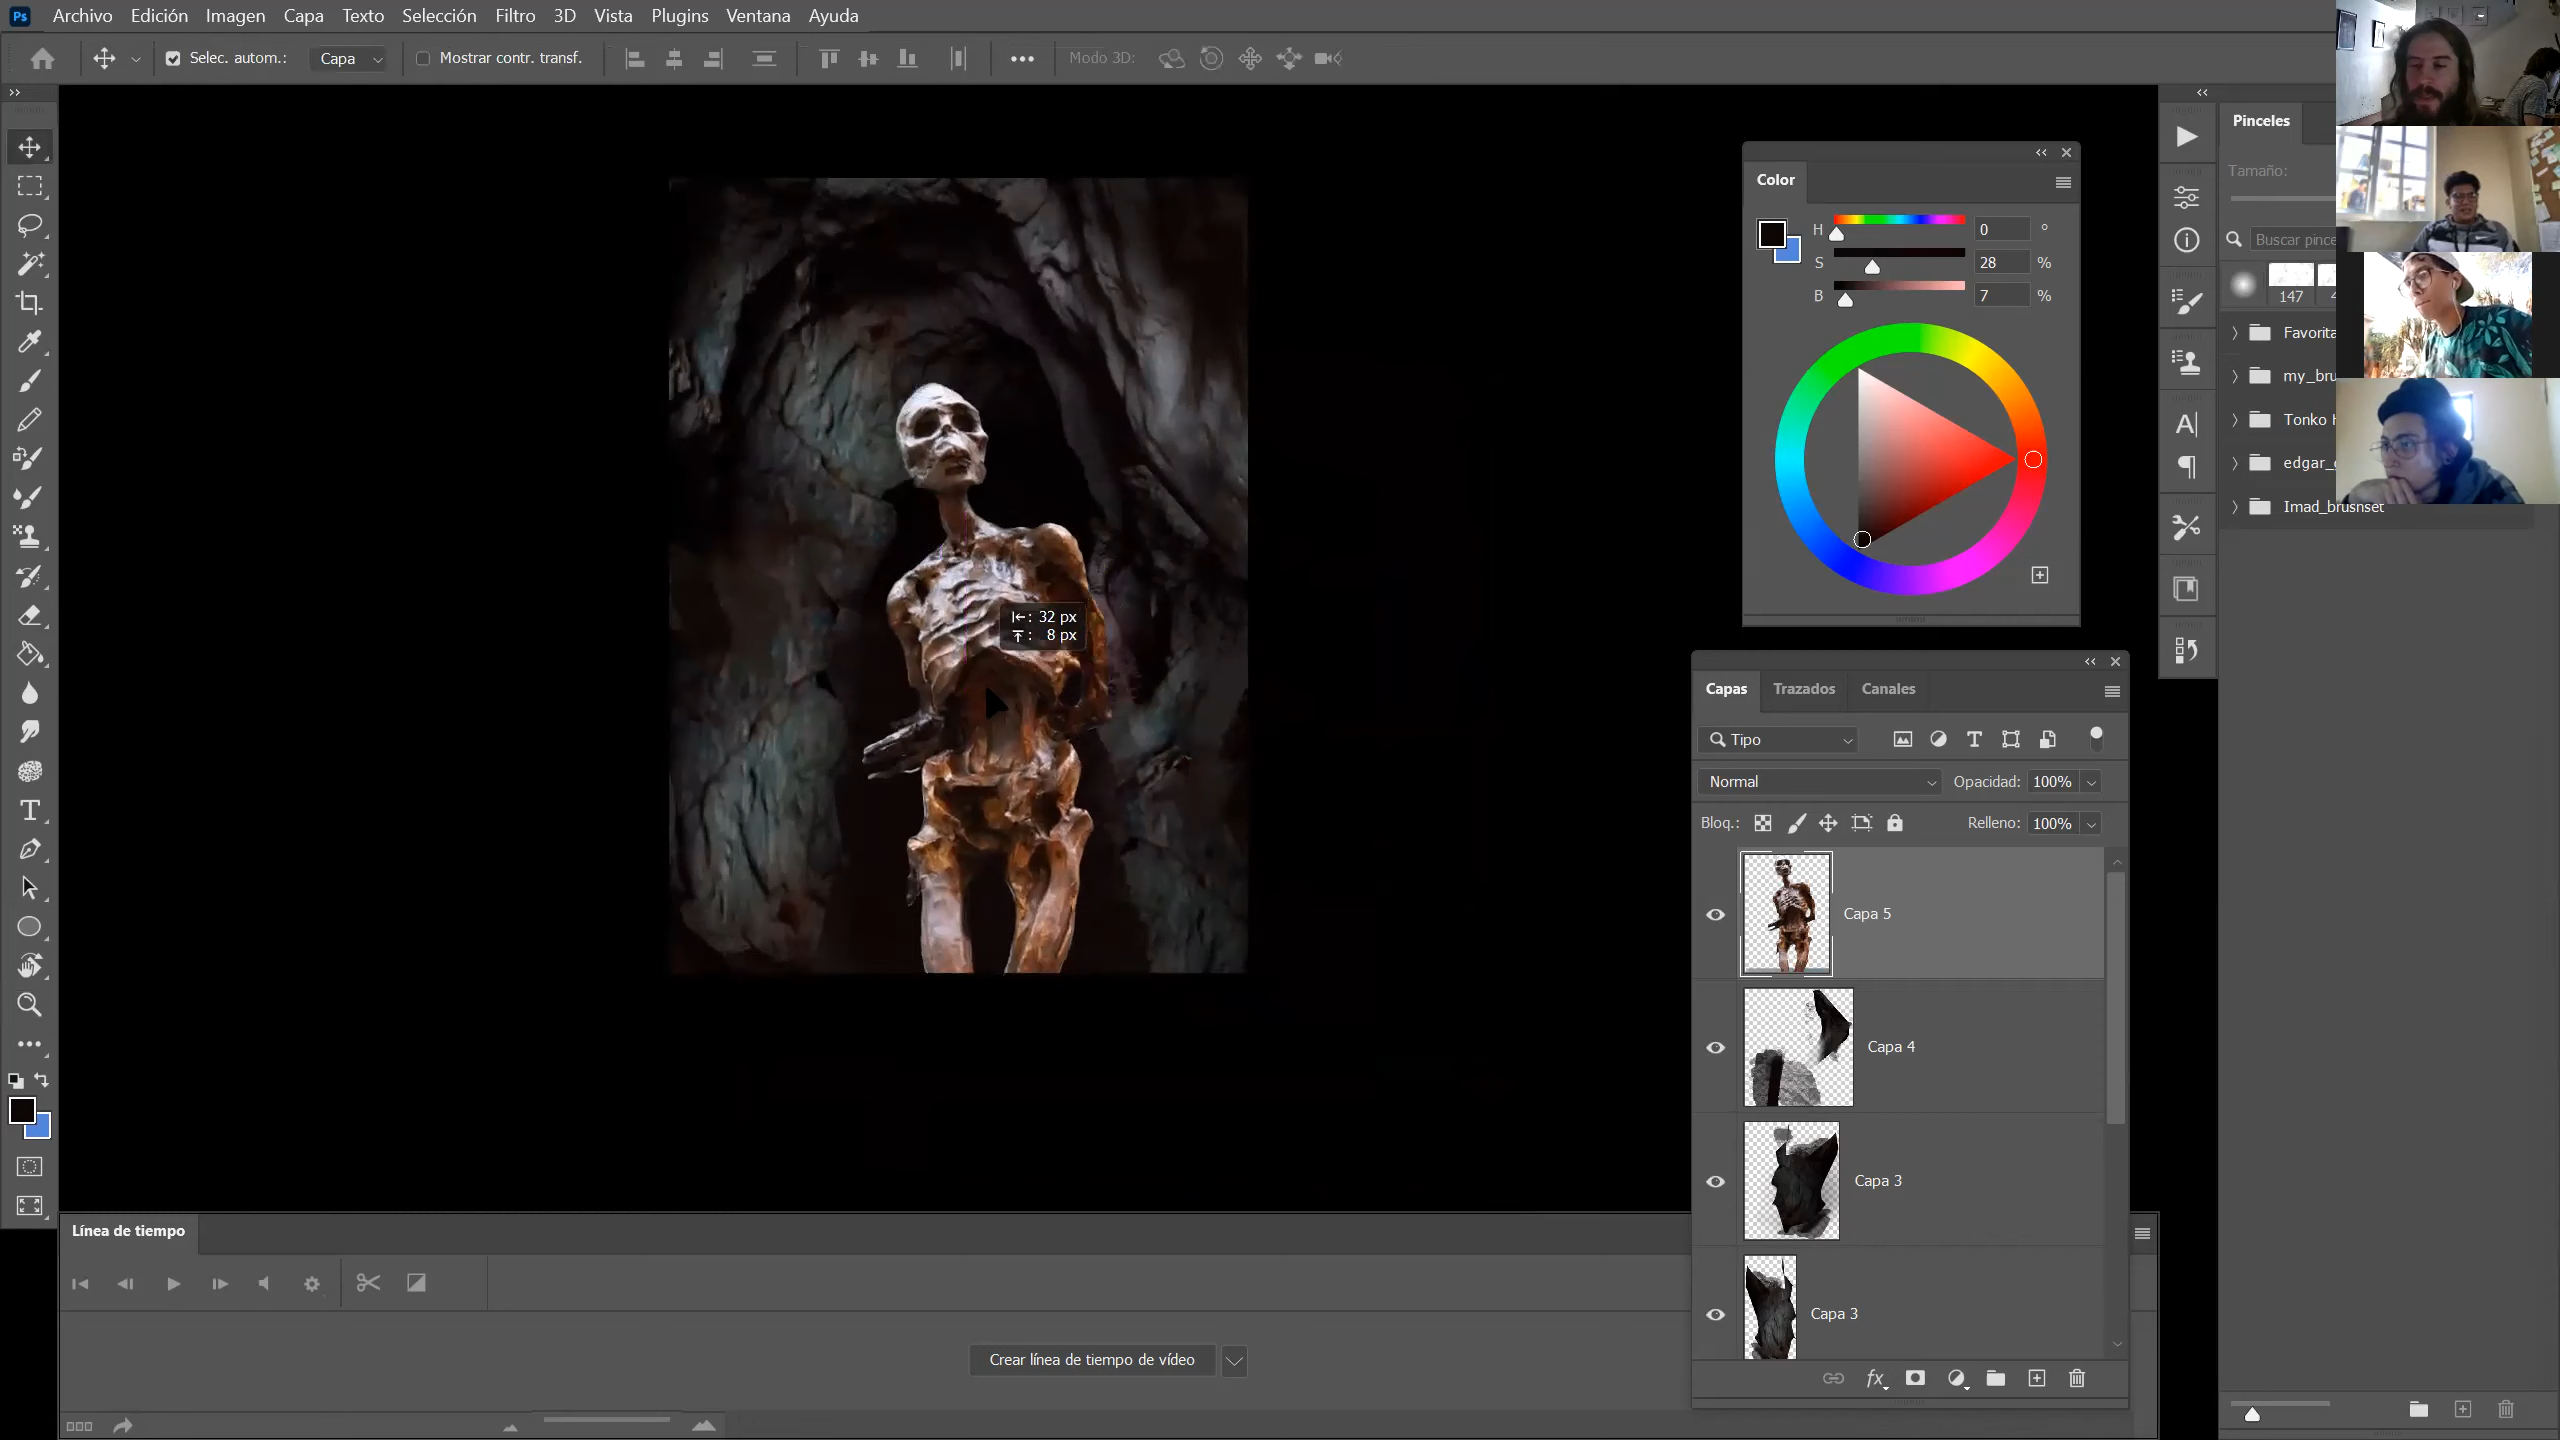 Ps Archivo Edición Imagen Capa Texto Selección Filtro 3D Vista Plugins Ventana Ayuda
Selec. autom.: Capa Mostrar contr. transf. Modo 3D:
Pinceles
Tamaño:
147
Favorita
my_bru
Tonko
edgar_
Imad_brusnset
Color
H 0 °
S 28 %
B 7 %
: 32 px
: 8 px
Capas Trazados Canales
Tipo
Normal Opacidad: 100%
Bloq.: Relleno: 100%
Capa 5
Capa 4
Capa 3
Capa 3
fx
Línea de tiempo
Crear línea de tiempo de vídeo